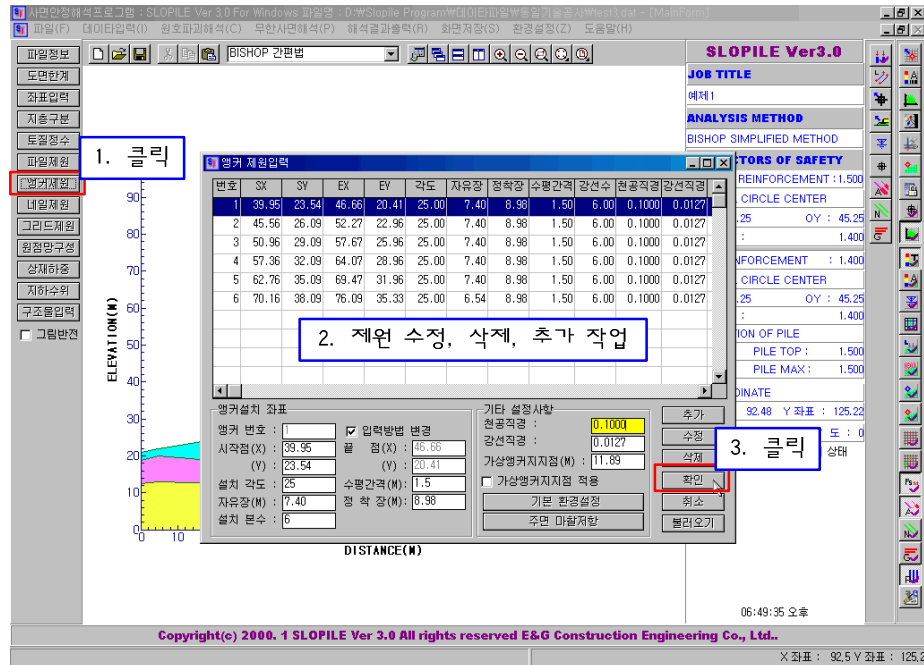 사면안정해석프로그램 : SLOPILE Ver 3.0 For Windows 파일명 : D:\Slopile Program\데이타파일\동일기술공사\test3.dat - [MainForm]
파일(F) 데이타입력(I) 원호파괴해석(C) 무한사면해석(P) 해석결과출력(R) 화면저장(S) 환경설정(Z) 도움말(H)
BISHOP 간편법
파일정보
도면한계
좌표입력
지층구분
토질정수
파일제원
앵커제원
네일제원
그리드제원
원점망구성
상재하중
지하수위
구조물입력
그림반전
1. 클릭
90
80
70
60
50
40
30
20
10
0
0 10
ELEVATION(M)
DISTANCE(M)
앵커 제원입력
번호 SX SY EX EY 각도 자유장 정착장 수평간격 강선수 천공직경 강선직경
1 39.95 23.54 46.66 20.41 25.00 7.40 8.98 1.50 6.00 0.1000 0.0127
2 45.56 26.09 52.27 22.96 25.00 7.40 8.98 1.50 6.00 0.1000 0.0127
3 50.96 29.09 57.67 25.96 25.00 7.40 8.98 1.50 6.00 0.1000 0.0127
4 57.36 32.09 64.07 28.96 25.00 7.40 8.98 1.50 6.00 0.1000 0.0127
5 62.76 35.09 69.47 31.96 25.00 7.40 8.98 1.50 6.00 0.1000 0.0127
6 70.16 38.09 76.09 35.33 25.00 6.54 8.98 1.50 6.00 0.1000 0.0127
2. 제원 수정, 삭제, 추가 작업
앵커설치 좌표
앵커 번호 : 1 입력방법 변경
시작점(X) : 39.95 끝 점(X) : 46.66
(Y) : 23.54 (Y) : 20.41
설치 각도 : 25 수평간격(M): 1.5
자유장(M) : 7.40 정 착 장(M): 8.98
설치 본수 : 6
기타 설정사항
천공직경 : 0.1000
강선직경 : 0.0127
가상앵커지지점(M) : 11.89
가상앵커지지점 적용
기본 환경설정
주면 마찰저항
추가
수정
삭제
확인
취소
불러오기
3. 클릭
SLOPILE Ver3.0
JOB TITLE
예제1
ANALYSIS METHOD
BISHOP SIMPLIFIED METHOD
TORS OF SAFETY
REINFORCEMENT : 1.500
CIRCLE CENTER
.25 OY : 45.25
: 1.400
FORCEMENT : 1.400
CIRCLE CENTER
.25 OY : 45.25
: 1.400
ION OF PILE
PILE TOP : 1.500
PILE MAX : 1.500
DINATE
92.48 Y좌표 : 125.22
도 : 0
상태
06:49:35 오후
Copyright(c) 2000. 1 SLOPILE Ver 3.0 All rights reserved E&G Construction Engineering Co., Ltd..
X 좌표 : 92,5 Y 좌표 : 125,2